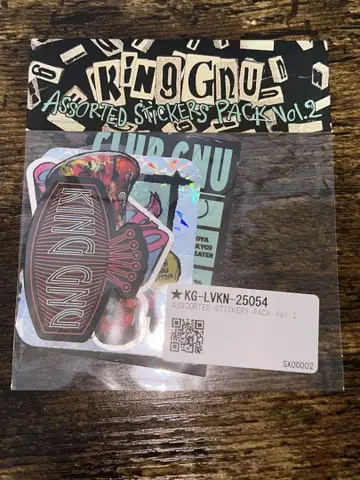 King Gnu
ASSORTED STICKERS PACK Vol.2
CLUB GNU
KING GNU
★KG-LVKN-25054
ASSOORTED STICKERS PACK Vol.2
SX00002